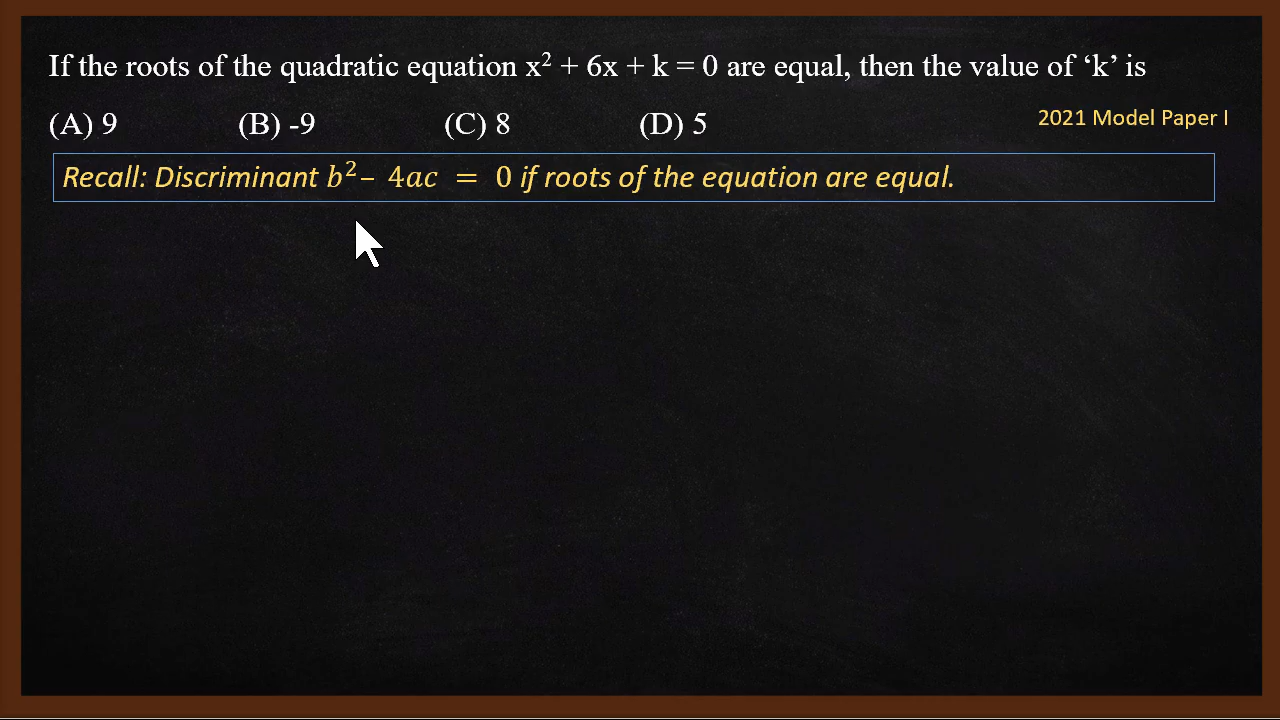 If the roots of the quadratic equation x² + 6x + k = 0 are equal, then the value of ‘k’ is
(A) 9 (B) -9 (C) 8 (D) 5
2021 Model Paper I
Recall: Discriminant b² – 4ac = 0 if roots of the equation are equal.